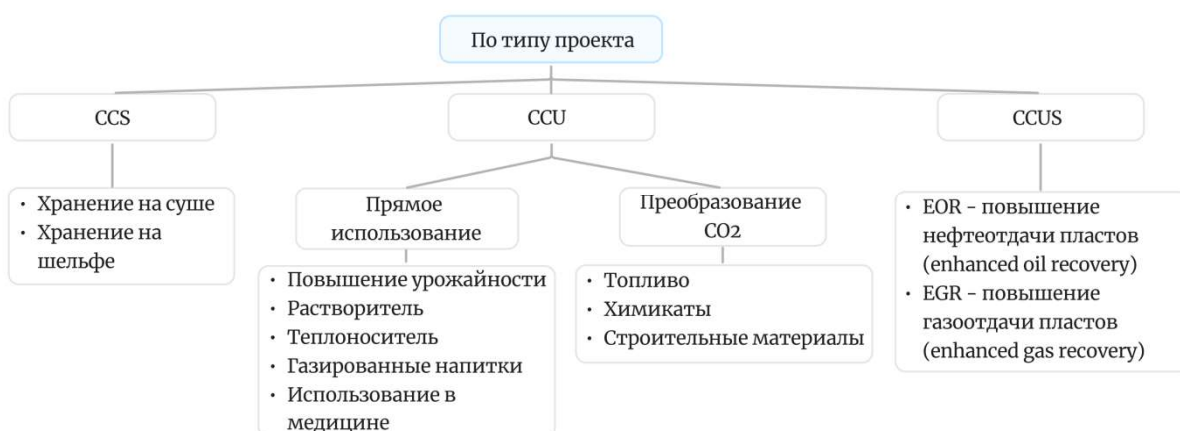 По типу проекта
CCS
CCU
CCUS
• Хранение на суше
• Хранение на
шельфе
Прямое
использование
• Повышение урожайности
• Растворитель
• Теплоноситель
• Газированные напитки
• Использование в
медицине
Преобразование
CO2
• Топливо
• Химикаты
• Строительные материалы
• EOR - повышение
нефтеотдачи пластов
(enhanced oil recovery)
• EGR - повышение
газоотдачи пластов
(enhanced gas recovery)